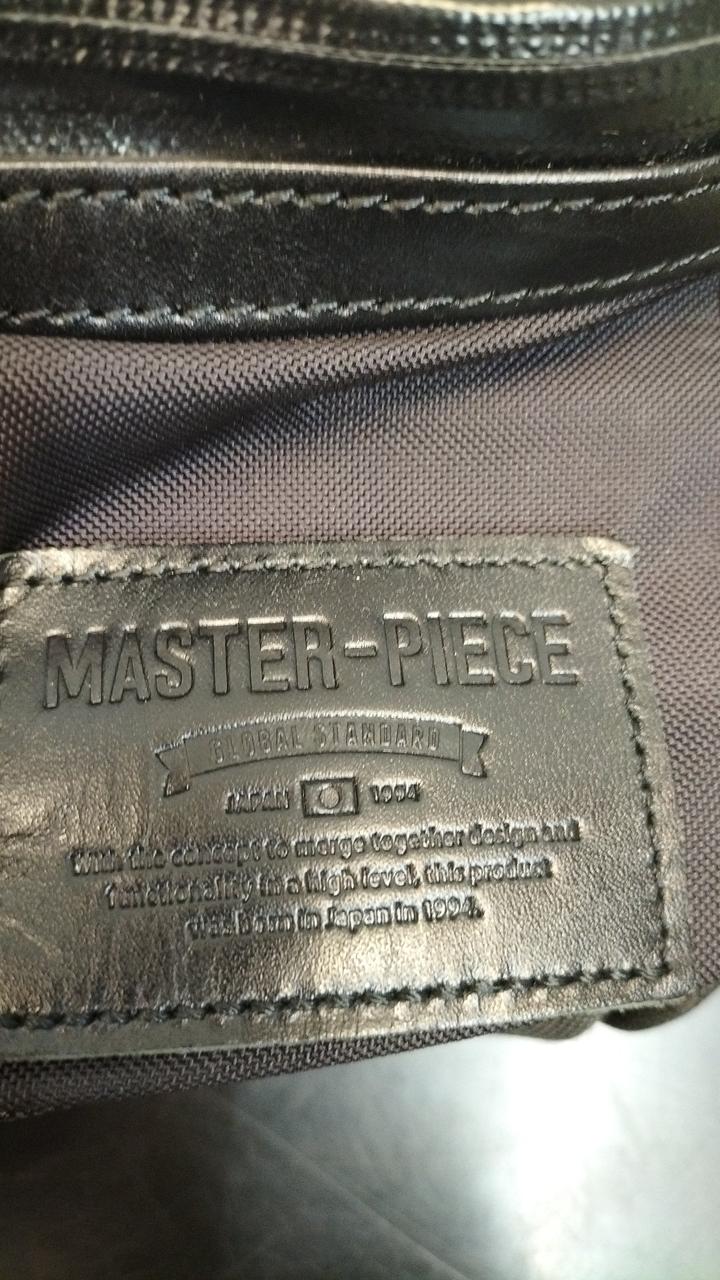 MASTER-PIECE
GLOBAL STANDARD
JAPAN 1994
With the concept to marge together design and
functionality in a high level, this product
was born in Japan in 1994.